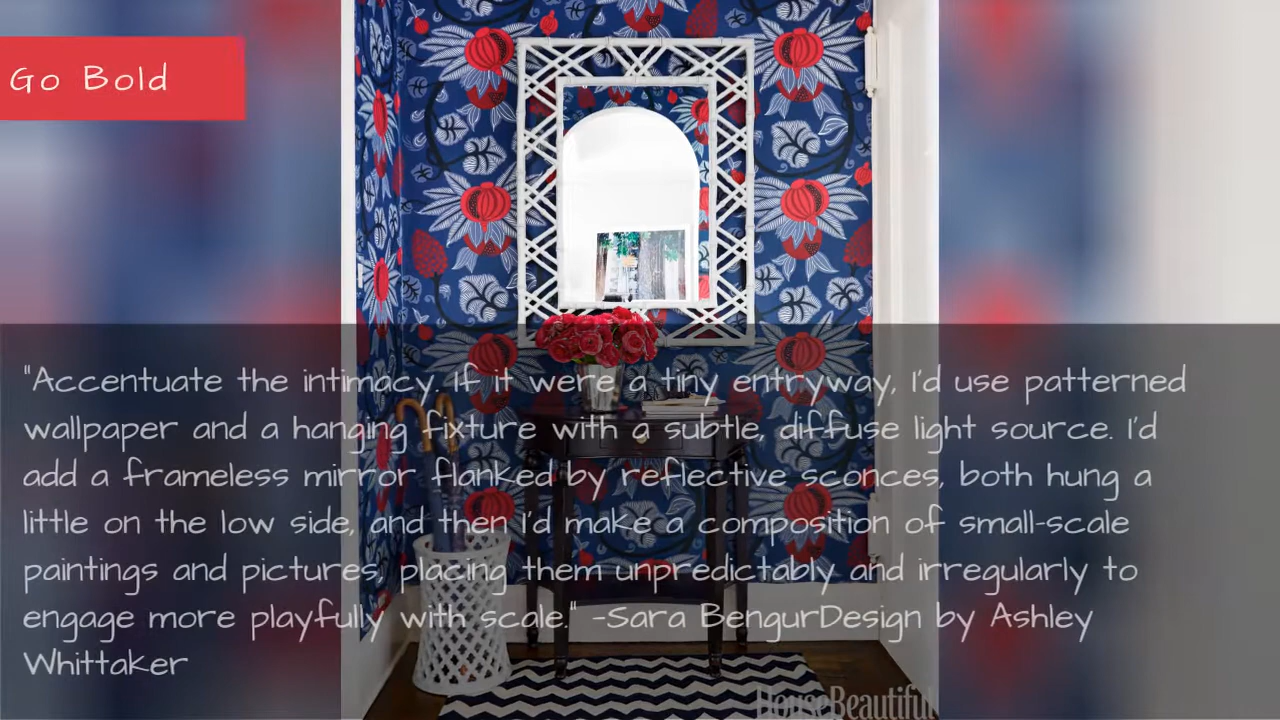 Go Bold
"Accentuate the intimacy. If it were a tiny entryway, I'd use patterned
wallpaper and a hanging fixture with a subtle, diffuse light source. I'd
add a frameless mirror flanked by reflective sconces, both hung a
little on the low side, and then I'd make a composition of small-scale
paintings and pictures, placing them unpredictably and irregularly to
engage more playfully with scale." -Sara BengurDesign by Ashley
Whittaker
HouseBeautiful